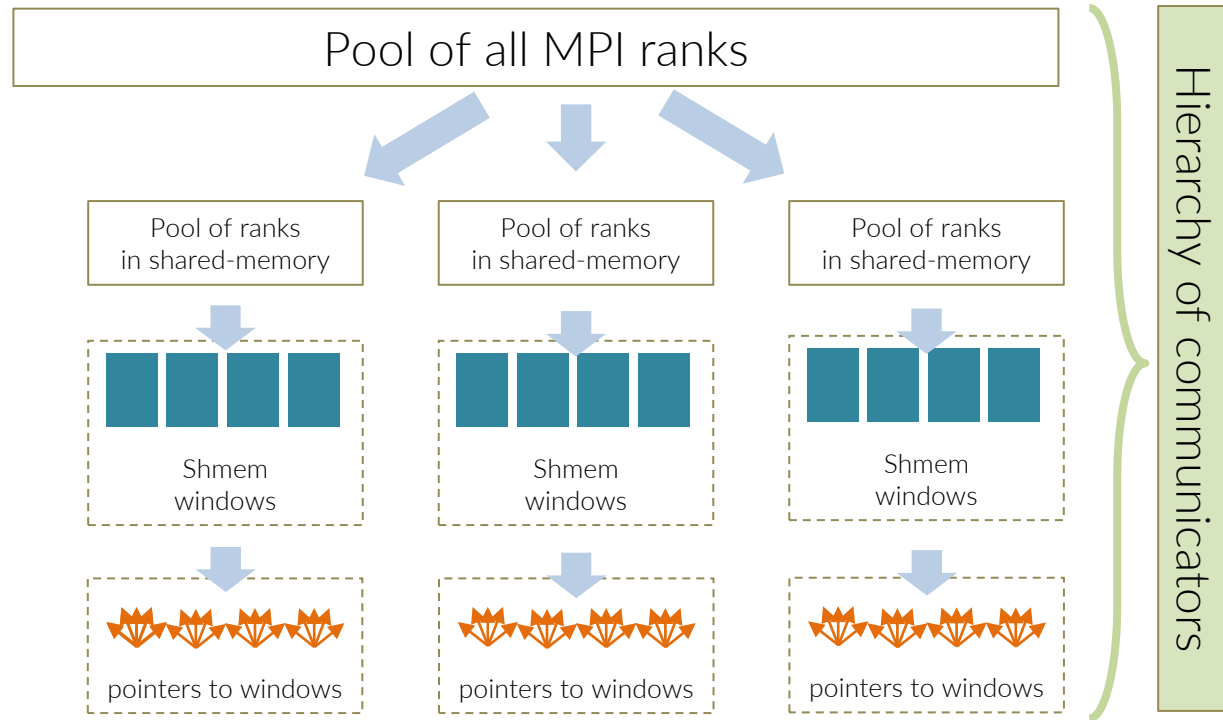 Pool of all MPI ranks
Pool of ranks
in shared-memory
Pool of ranks
in shared-memory
Pool of ranks
in shared-memory
Shmem
windows
Shmem
windows
Shmem
windows
pointers to windows
pointers to windows
pointers to windows
Hierarchy of communicators